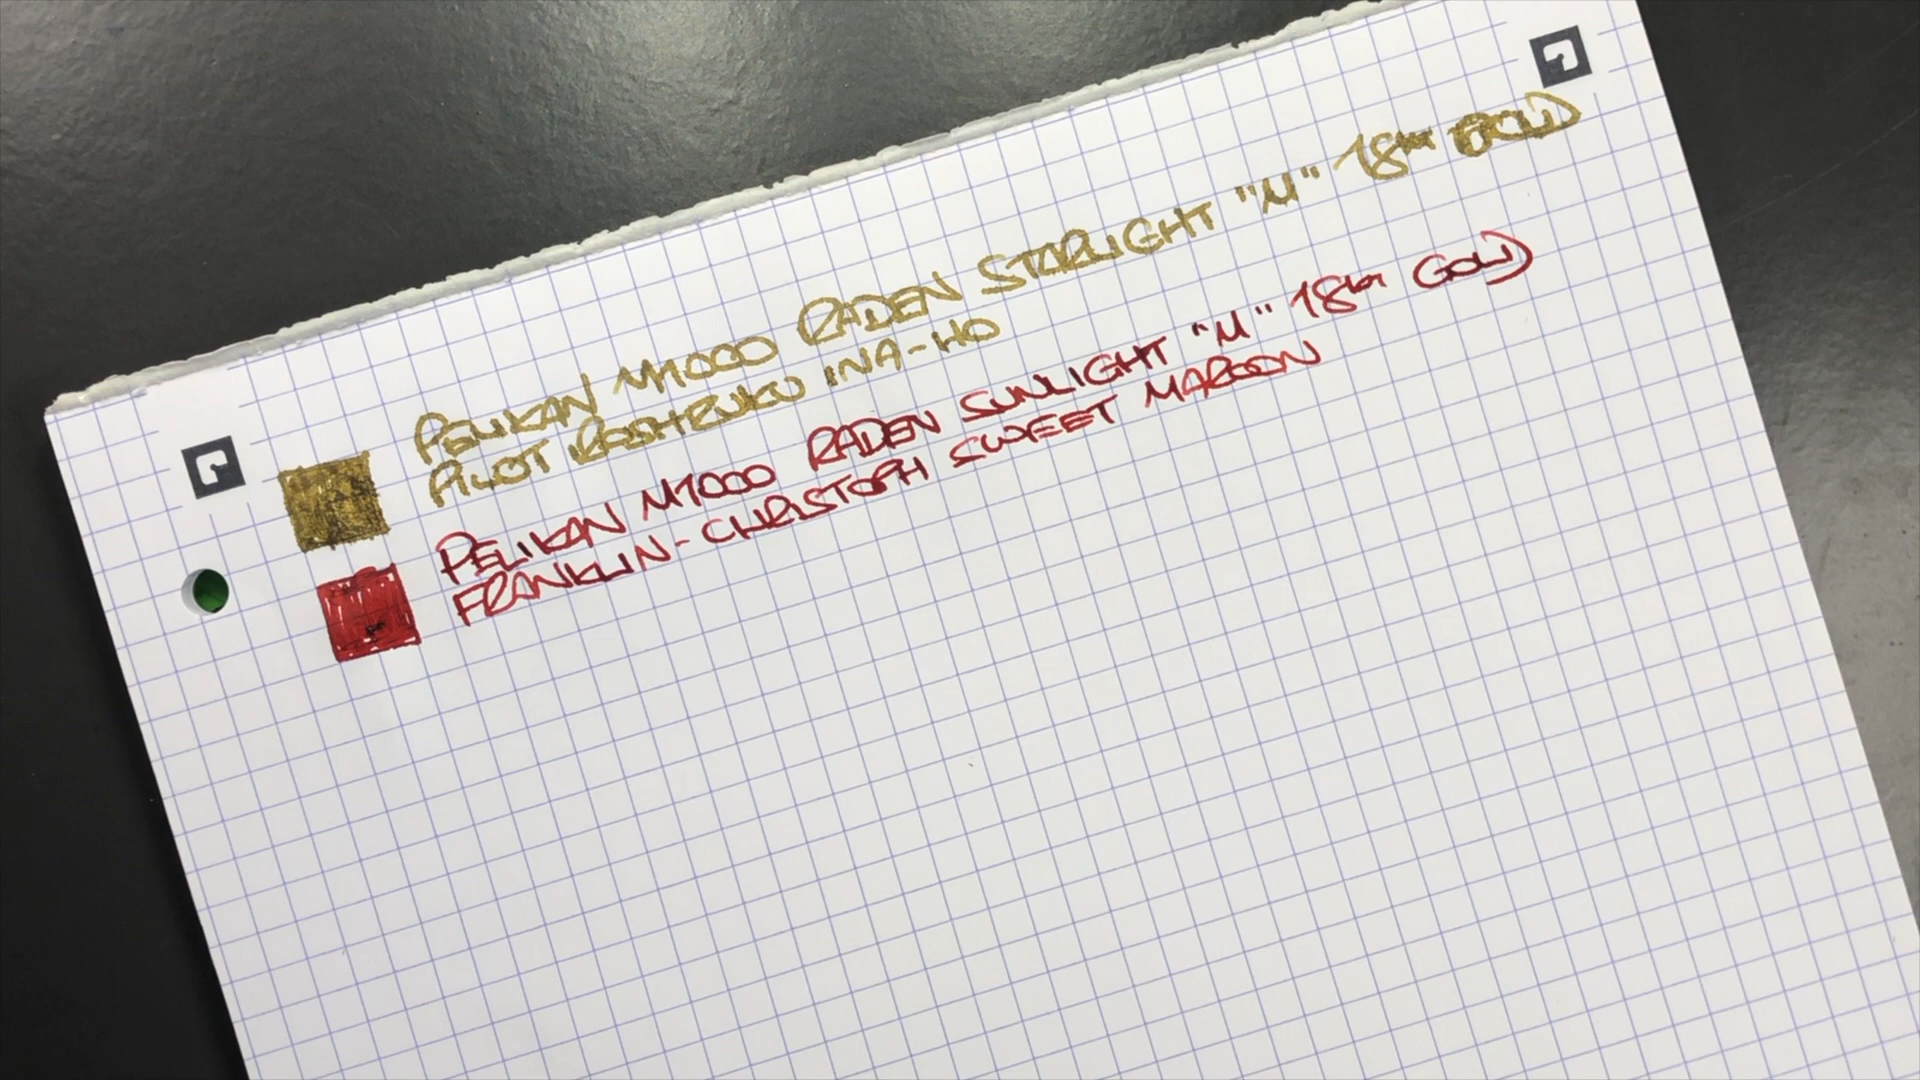 PELIKAN M1000 RADEN STARLIGHT "M" 18kt GOLD
PILOT IROSHIZUKU INA-HO
PELIKAN M1000 RADEN SUNLIGHT "M" 18kt GOLD
FRANKLIN-CHRISTOPH SWEET MAROON